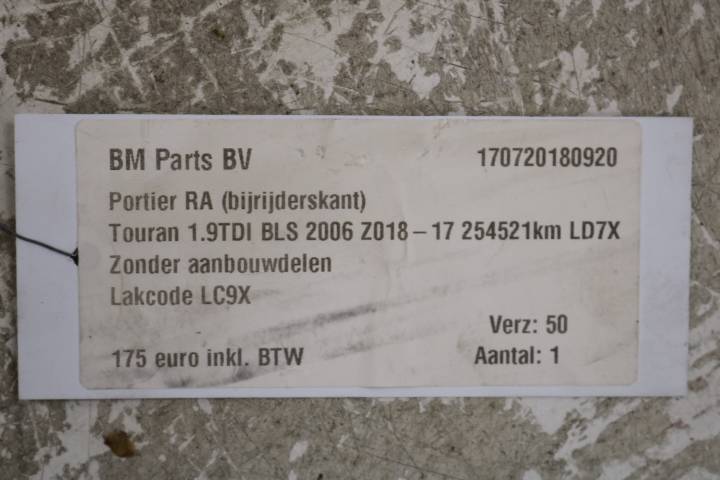 BM Parts BV 170720180920
Portier RA (bijrijderskant)
Touran 1.9TDI BLS 2006 Z018-17 254521km LD7X
Zonder aanbouwdelen
Lakcode LC9X
Verz: 50
175 euro inkl. BTW Aantal: 1